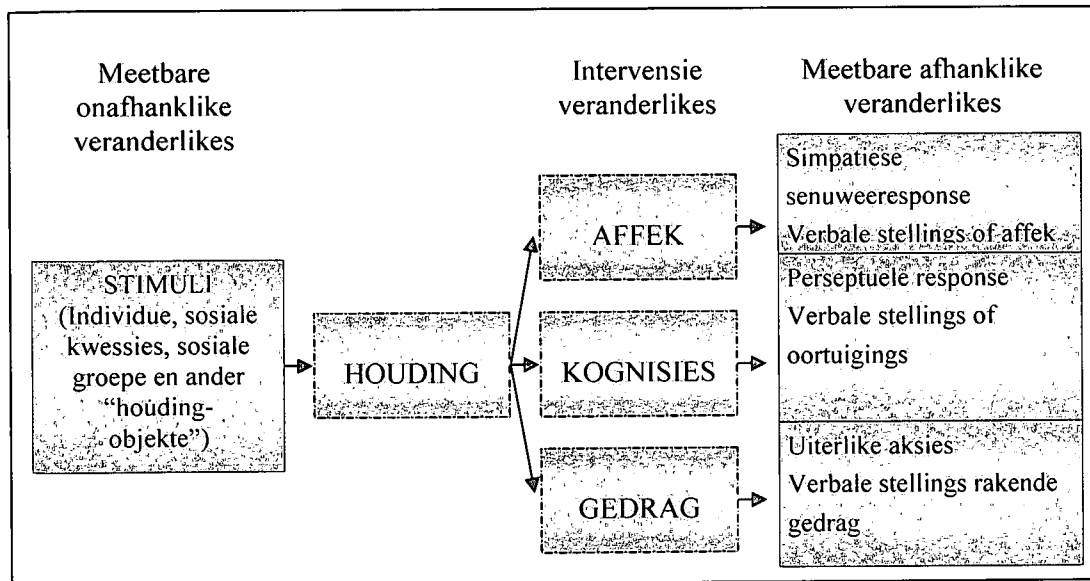 Meetbare
onafhanklike
veranderlikes
Intervensie
veranderlikes
Meetbare afhanklike
veranderlikes
STIMULI
(Individue, sosiale
kwessies, sosiale
groepe en ander
“houding-
objekte”)
HOUDING
AFFEK
KOGNISIES
GEDRAG
Simpatiese
senuweeresponse
Verbale stellings of affek
Perseptuele response
Verbale stellings of
oortuigings
Uiterlike aksies
Verbale stellings rakende
gedrag